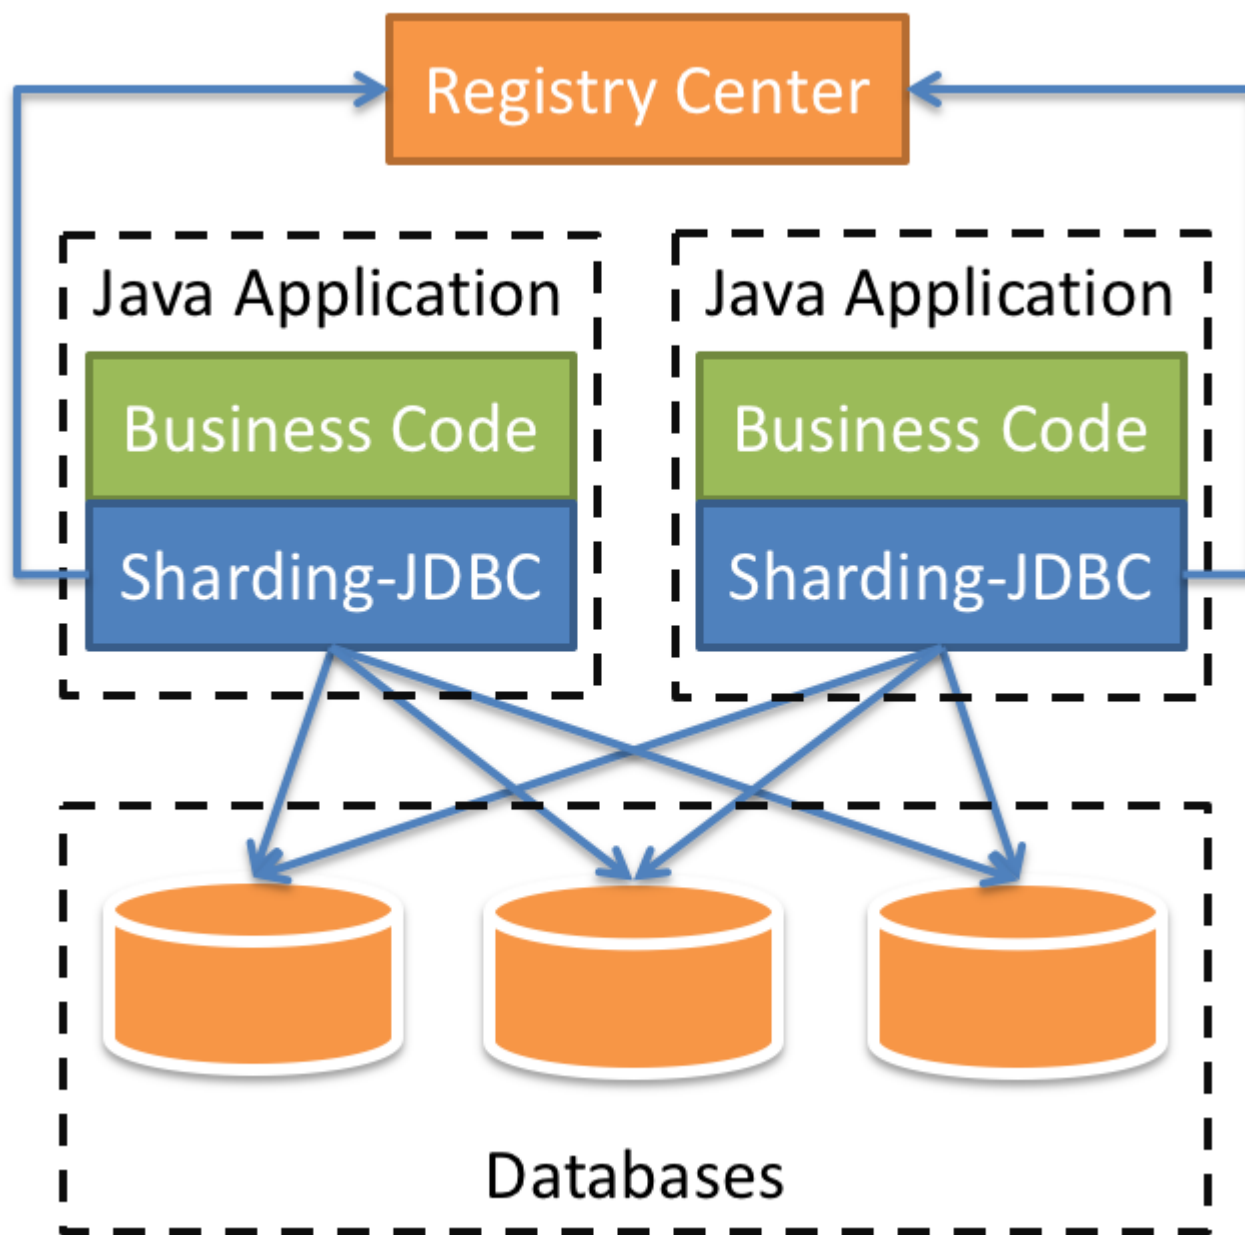 Registry Center
Java Application
Business Code
Sharding-JDBC
Java Application
Business Code
Sharding-JDBC
Databases